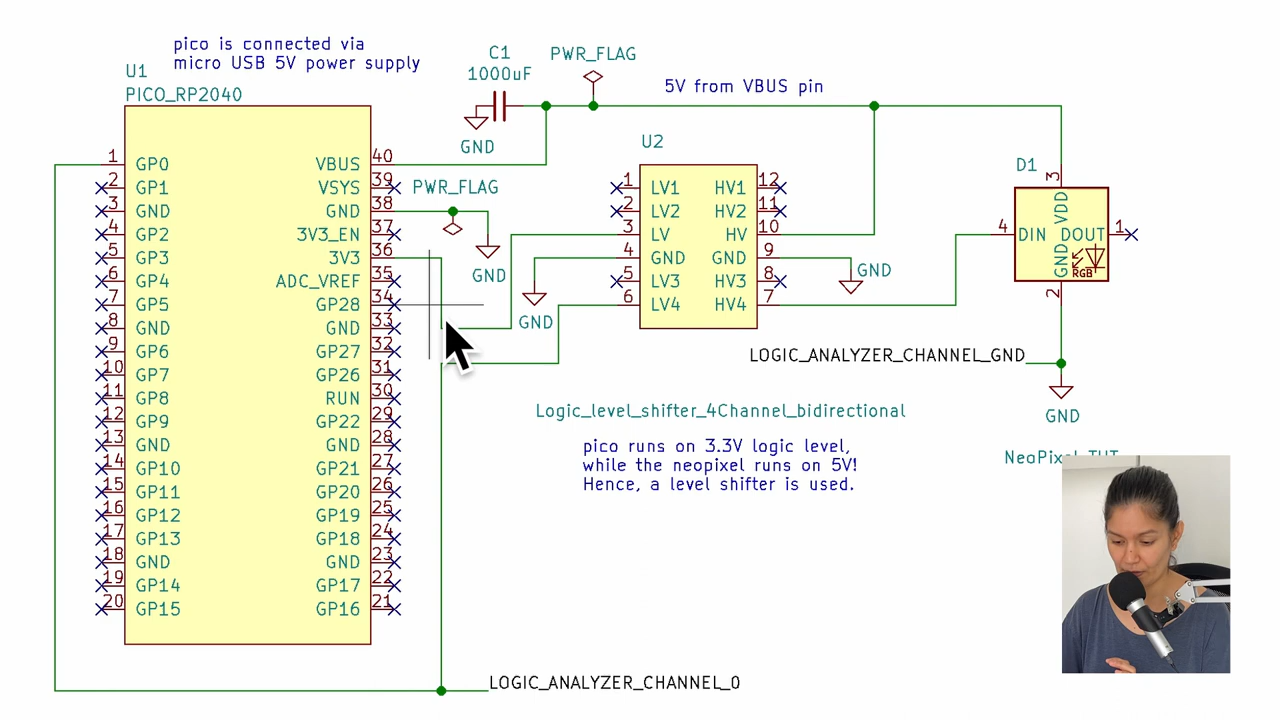 pico is connected via
micro USB 5V power supply
U1
PICO_RP2040
C1
1000uF
GND
PWR_FLAG
5V from VBUS pin
1 GP0 VBUS 40
2 GP1 VSYS 39
3 GND GND 38
4 GP2 3V3_EN 37
5 GP3 3V3 36
6 GP4 ADC_VREF 35
7 GP5 GP28 34
8 GND GND 33
9 GP6 GP27 32
10 GP7 GP26 31
11 GP8 RUN 30
12 GP9 GP22 29
13 GND GND 28
14 GP10 GP21 27
15 GP11 GP20 26
16 GP12 GP19 25
17 GP13 GP18 24
18 GND GND 23
19 GP14 GP17 22
20 GP15 GP16 21
PWR_FLAG
GND
GND
U2
1 LV1 HV1 12
2 LV2 HV2 11
3 LV HV 10
4 GND GND 9
5 LV3 HV3 8
6 LV4 HV4 7
GND
D1
3
VDD
4 DIN DOUT 1
GND
RGB
2
LOGIC_ANALYZER_CHANNEL_GND
GND
Logic_level_shifter_4Channel_bidirectional
pico runs on 3.3V logic level,
while the neopixel runs on 5V!
Hence, a level shifter is used.
LOGIC_ANALYZER_CHANNEL_0